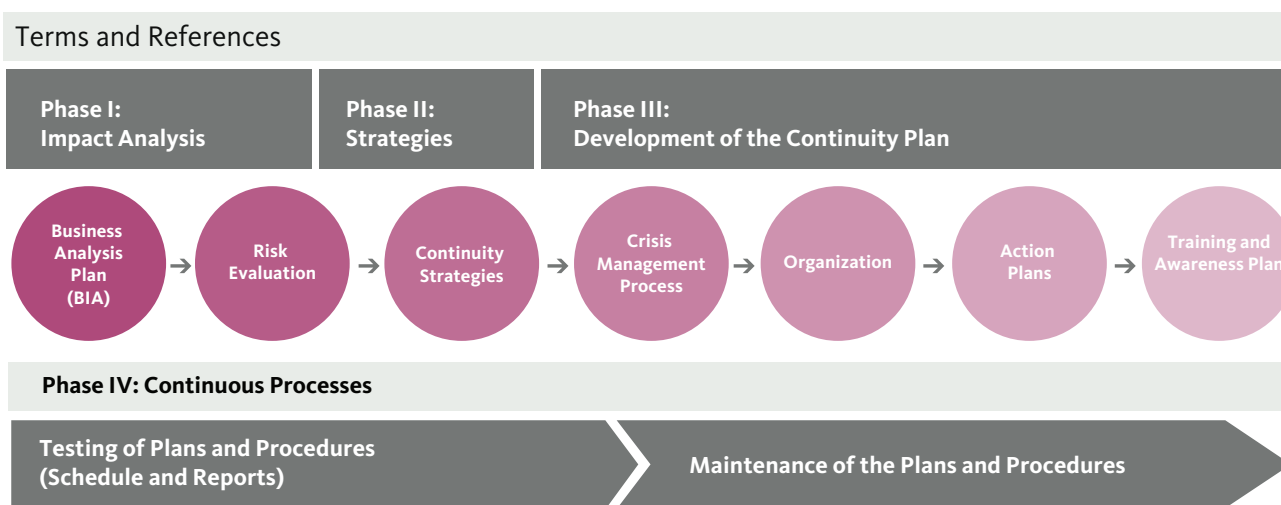 Terms and References
Phase I:
Impact Analysis
Phase II:
Strategies
Phase III:
Development of the Continuity Plan
Business
Analysis
Plan
(BIA)
Risk
Evaluation
Continuity
Strategies
Crisis
Management
Process
Organization
Action
Plans
Training and
Awareness Plan
Phase IV: Continuous Processes
Testing of Plans and Procedures
(Schedule and Reports)
Maintenance of the Plans and Procedures